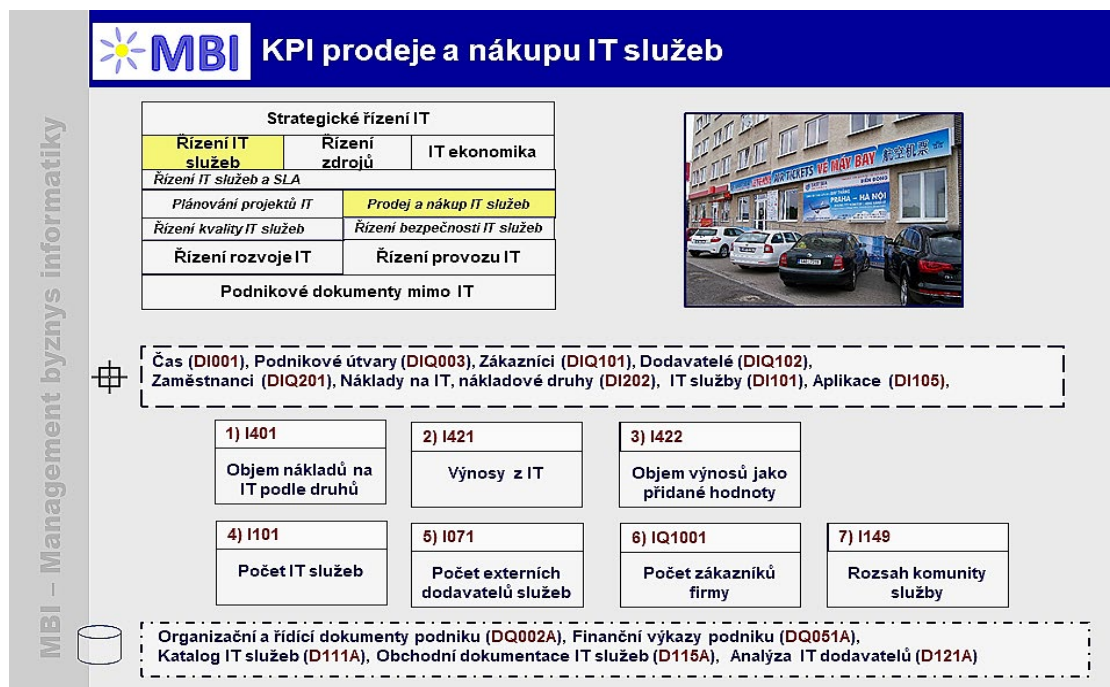 MBI
KPI prodeje a nákupu IT služeb
MBI – Management byznys informatiky
Strategické řízení IT
Řízení IT
služeb
Řízení
zdrojů
IT ekonomika
Řízení IT služeb a SLA
Plánování projektů IT
Prodej a nákup IT služeb
Řízení kvality IT služeb
Řízení bezpečnosti IT služeb
Řízení rozvoje IT
Řízení provozu IT
Podnikové dokumenty mimo IT
AIR TICKETS VÉ MÁY BAY
PRAHA – HÀ NỘI
Čas (DI001), Podnikové útvary (DIQ003), Zákazníci (DIQ101), Dodavatelé (DIQ102),
Zaměstnanci (DIQ201), Náklady na IT, nákladové druhy (DI202), IT služby (DI101), Aplikace (DI105),
1) I401
Objem nákladů na
IT podle druhů
2) I421
Výnosy z IT
3) I422
Objem výnosů jako
přidané hodnoty
4) I101
Počet IT služeb
5) I071
Počet externích
dodavatelů služeb
6) IQ1001
Počet zákazníků
firmy
7) I149
Rozsah komunity
služby
Organizační a řídící dokumenty podniku (DQ002A), Finanční výkazy podniku (DQ051A),
Katalog IT služeb (D111A), Obchodní dokumentace IT služeb (D115A), Analýza IT dodavatelů (D121A)